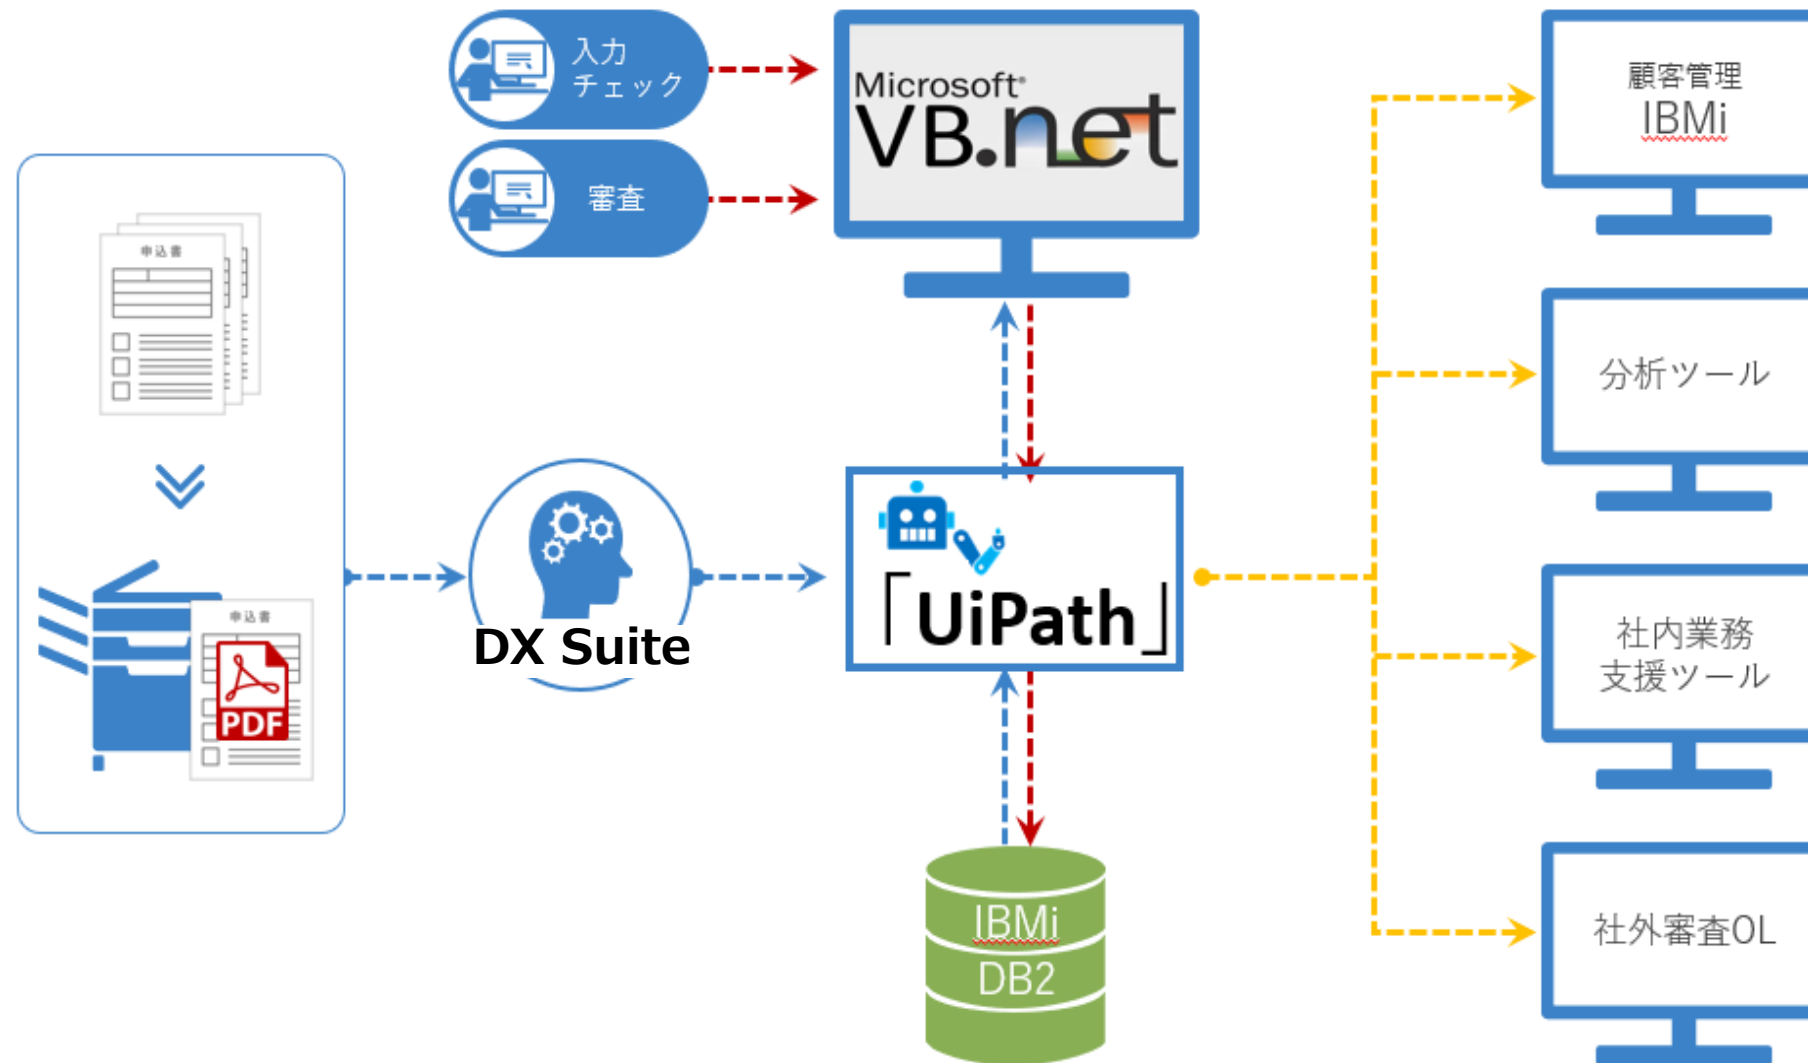 入力
チェック
審査
Microsoft®
VB.net
顧客管理
IBMi
分析ツール
社内業務
支援ツール
社外審査OL
申込書
申込書
PDF
DX Suite
「UiPath」
IBMi
DB2